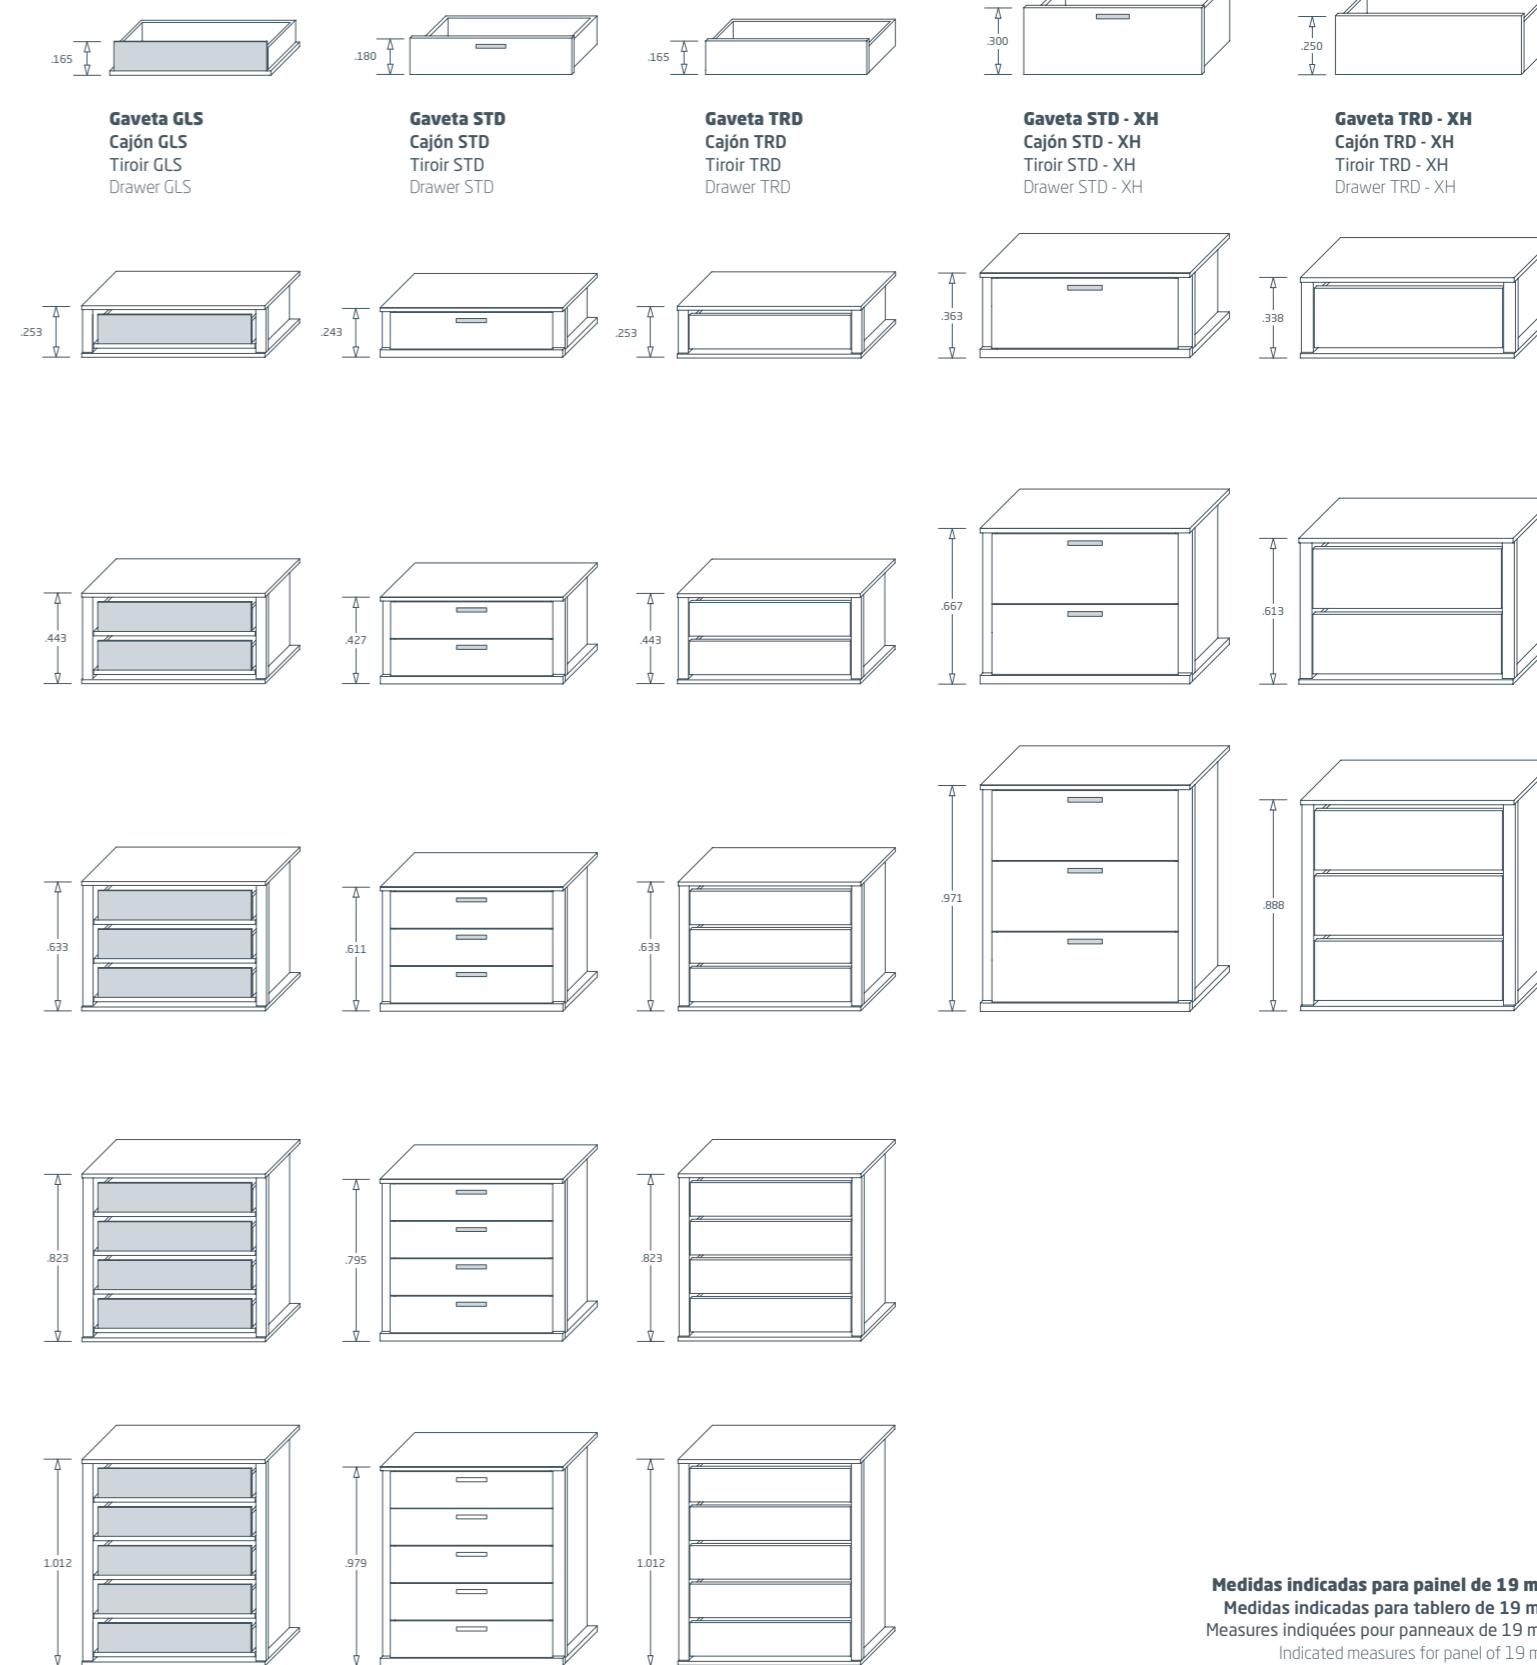 .165
.180
.165
.300
.250
Gaveta GLS
Cajón GLS
Tiroir GLS
Drawer GLS
Gaveta STD
Cajón STD
Tiroir STD
Drawer STD
Gaveta TRD
Cajón TRD
Tiroir TRD
Drawer TRD
Gaveta STD - XH
Cajón STD - XH
Tiroir STD - XH
Drawer STD - XH
Gaveta TRD - XH
Cajón TRD - XH
Tiroir TRD - XH
Drawer TRD - XH
.253
.243
.253
.363
.338
.443
.427
.443
.667
.613
.633
.611
.633
.971
.888
.823
.795
.823
1.012
.979
1.012
Medidas indicadas para painel de 19
Medidas indicadas para tablero de 19
Measures indiquées pour panneaux de 19
Indicated measures for panel of 19